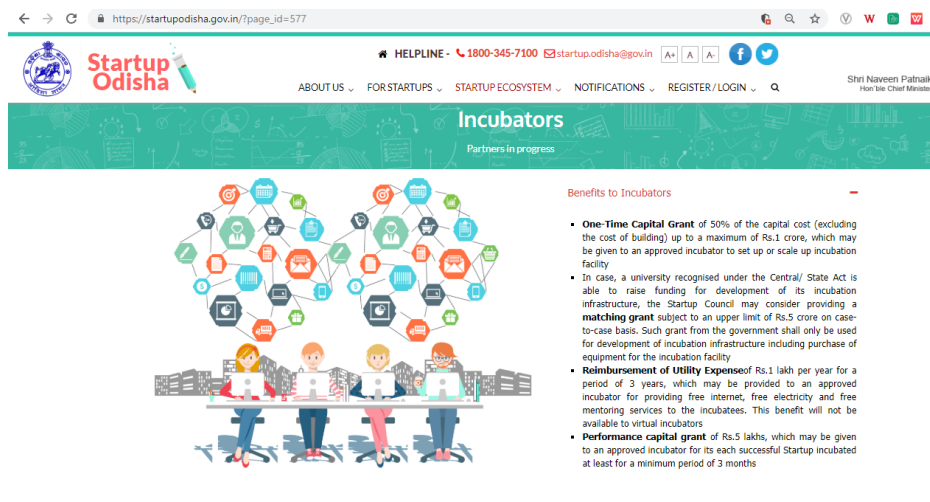 https://startupodisha.gov.in/?page_id=577
HELPLINE - 1800-345-7100 startup.odisha@gov.in A+ A A-
Startup
Odisha
ABOUT US FOR STARTUPS STARTUP ECOSYSTEM NOTIFICATIONS REGISTER / LOGIN
Shri Naveen Patnaik
Hon'ble Chief Ministe
Incubators
Partners in progress
Benefits to Incubators
One-Time Capital Grant of 50% of the capital cost (excluding
the cost of building) up to a maximum of Rs.1 crore, which may
be given to an approved incubator to set up or scale up incubation
facility
In case, a university recognised under the Central/ State Act is
able to raise funding for development of its incubation
infrastructure, the Startup Council may consider providing a
matching grant subject to an upper limit of Rs.5 crore on case-
to-case basis. Such grant from the government shall only be used
for development of incubation infrastructure including purchase of
equipment for the incubation facility
Reimbursement of Utility Expenseof Rs.1 lakh per year for a
period of 3 years, which may be provided to an approved
incubator for providing free internet, free electricity and free
mentoring services to the incubatees. This benefit will not be
available to virtual incubators
Performance capital grant of Rs.5 lakhs, which may be given
to an approved incubator for its each successful Startup incubated
at least for a minimum period of 3 months